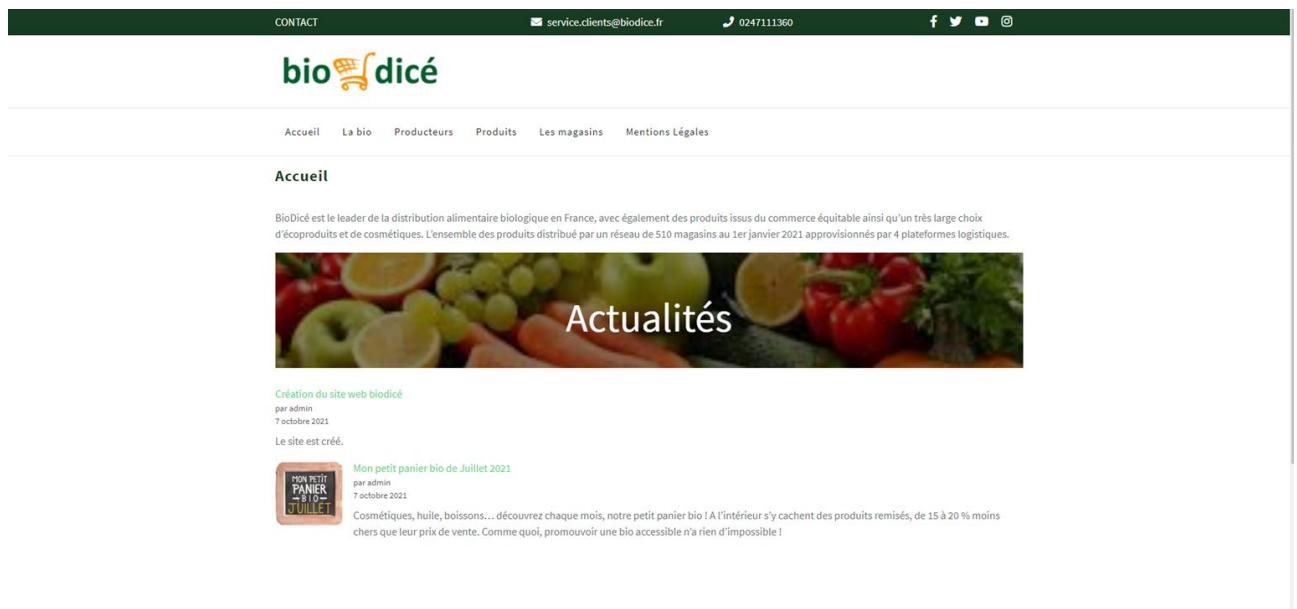 CONTACT
service.clients@biodice.fr
0247111360
bio dicé
Accueil La bio Producteurs Produits Les magasins Mentions Légales
Accueil
BioDicé est le leader de la distribution alimentaire biologique en France, avec également des produits issus du commerce équitable ainsi qu'un très large choix
d'écoproduits et de cosmétiques. L'ensemble des produits distribué par un réseau de 510 magasins au 1er janvier 2021 approvisionnés par 4 plateformes logistiques.
Actualités
Création du site web biodicé
par admin
7 octobre 2021
Le site est créé.
MON PETIT
PANIER
BIO
JUILLET
Mon petit panier bio de Juillet 2021
par admin
7 octobre 2021
Cosmétiques, huile, boissons… découvrez chaque mois, notre petit panier bio ! A l'intérieur s'y cachent des produits remisés, de 15 à 20 % moins
chers que leur prix de vente. Comme quoi, promouvoir une bio accessible n'a rien d'impossible !